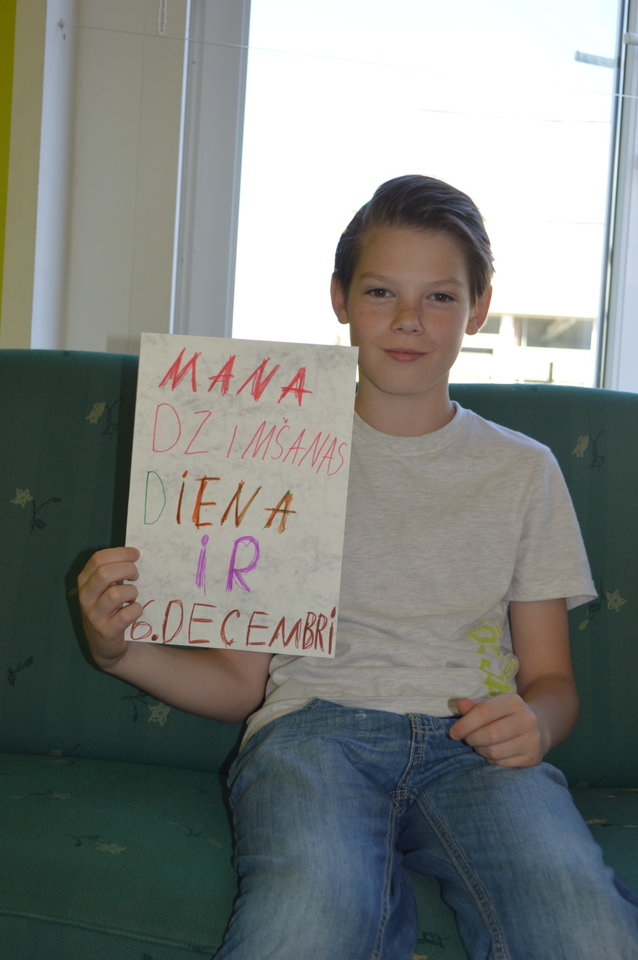 MANA
DZiMŠANAS
DiENA
iR
6. DECEMBRi